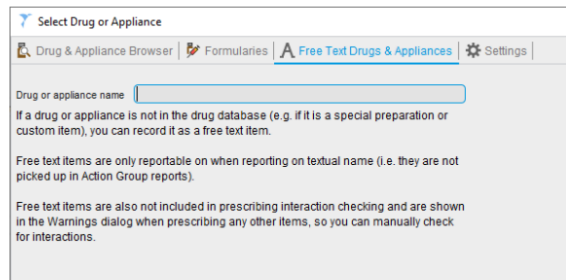 Select Drug or Appliance
Drug & Appliance Browser Formularies Free Text Drugs & Appliances Settings
Drug or appliance name
If a drug or appliance is not in the drug database (e.g. if it is a special preparation or
custom item), you can record it as a free text item.
Free text items are only reportable on when reporting on textual name (i.e. they are not
picked up in Action Group reports).
Free text items are also not included in prescribing interaction checking and are shown
in the Warnings dialog when prescribing any other items, so you can manually check
for interactions.